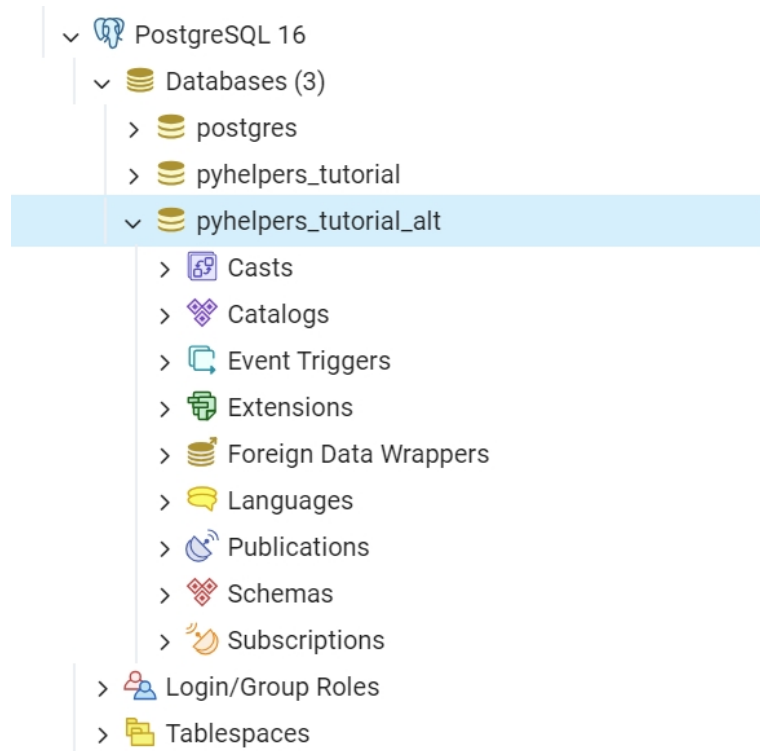 PostgreSQL 16
Databases (3)
postgres
pyhelpers_tutorial
pyhelpers_tutorial_alt
Casts
Catalogs
Event Triggers
Extensions
Foreign Data Wrappers
Languages
Publications
Schemas
Subscriptions
Login/Group Roles
Tablespaces